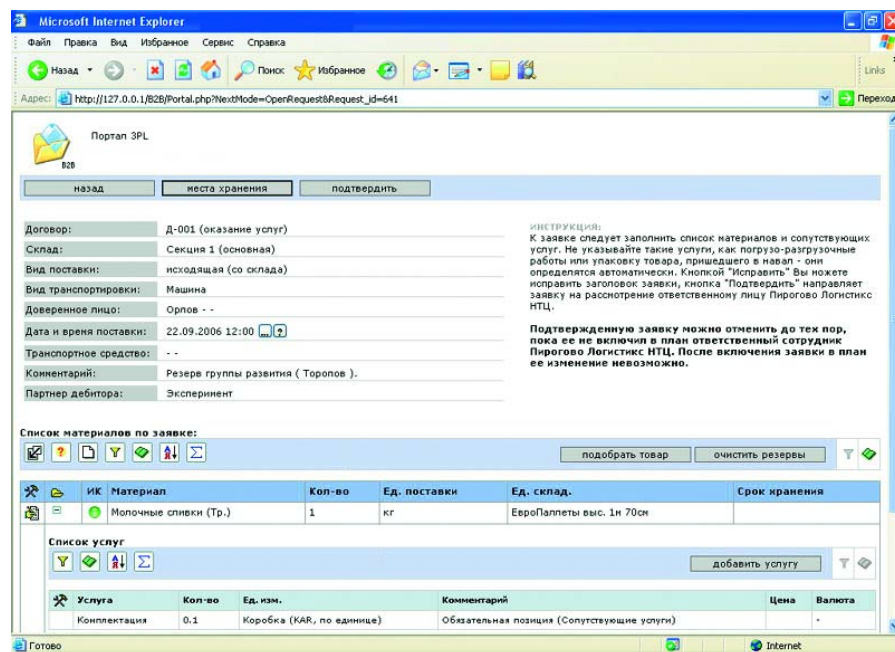 Microsoft Internet Explorer
Файл Правка Вид Избранное Сервис Справка
Назад Поиск Избранное Links
Адрес: http://127.0.0.1/B2B/Portal.php?NextMode=OpenRequest&Request_id=641 Переход
Портал 3PL
B2B
назад места хранения подтвердить
Договор: Д-001 (оказание услуг)
Склад: Секция 1 (основная)
Вид поставки: исходящая (со склада)
Вид транспортировки: Машина
Доверенное лицо: Орлов - -
Дата и время поставки: 22.09.2006 12:00 ... ?
Транспортное средство: - -
Комментарий: Резерв группы развития ( Торопов ).
Партнер дебитора: Эксперимент
ИНСТРУКЦИЯ:
К заявке следует заполнить список материалов и сопутствующих
услуг. Не указывайте такие услуги, как погрузо-разгрузочные
работы или упаковку товара, пришедшего в навал - они
определятся автоматически. Кнопкой "Исправить" Вы можете
исправить заголовок заявки, кнопка "Подтвердить" направляет
заявку на рассмотрение ответственному лицу Пирогово Логистикс
НТЦ.
Подтвержденную заявку можно отменить до тех пор,
пока ее не включил в план ответственный сотрудник
Пирогово Логистикс НТЦ. После включения заявки в план
ее изменение невозможно.
Список материалов по заявке:
подобрать товар очистить резервы
ИК Материал Кол-во Ед. поставки Ед. склад. Срок хранения
Молочные сливки (Тр.) 1 кг ЕвроПаллеты выс. 1м 70см
Список услуг
добавить услугу
Услуга Кол-во Ед. изм. Комментарий Цена Валюта
Комплектация 0.1 Коробка (KAR, по единице) Обязательная позиция (Сопутствующие услуги) -
Готово Internet